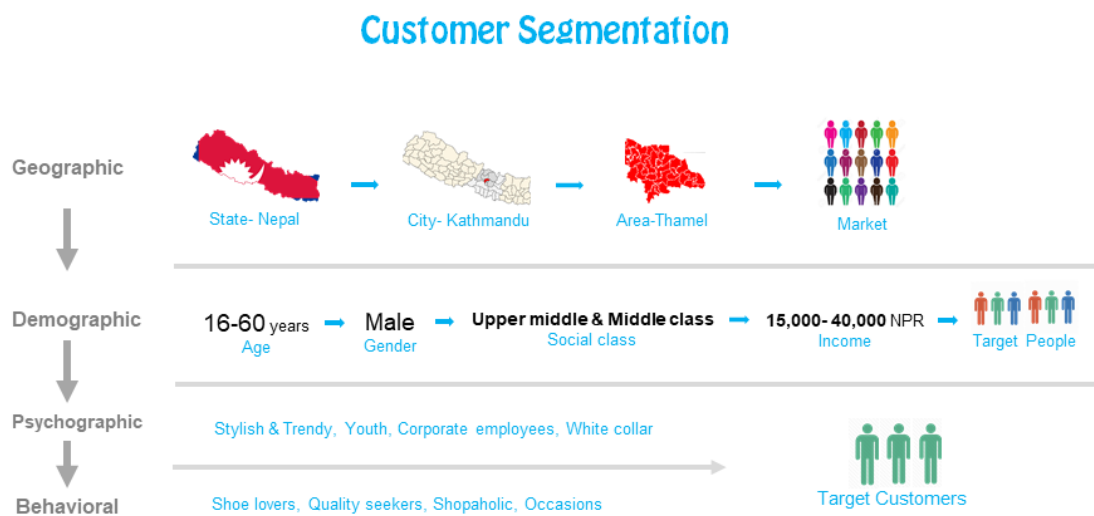 Customer Segmentation
Geographic
State- Nepal
City- Kathmandu
Area-Thamel
Market
Demographic
16-60 years
Age
Male
Gender
Upper middle & Middle class
Social class
15,000- 40,000 NPR
Income
Target People
Psychographic
Stylish & Trendy, Youth, Corporate employees, White collar
Behavioral
Shoe lovers, Quality seekers, Shopaholic, Occasions
Target Customers